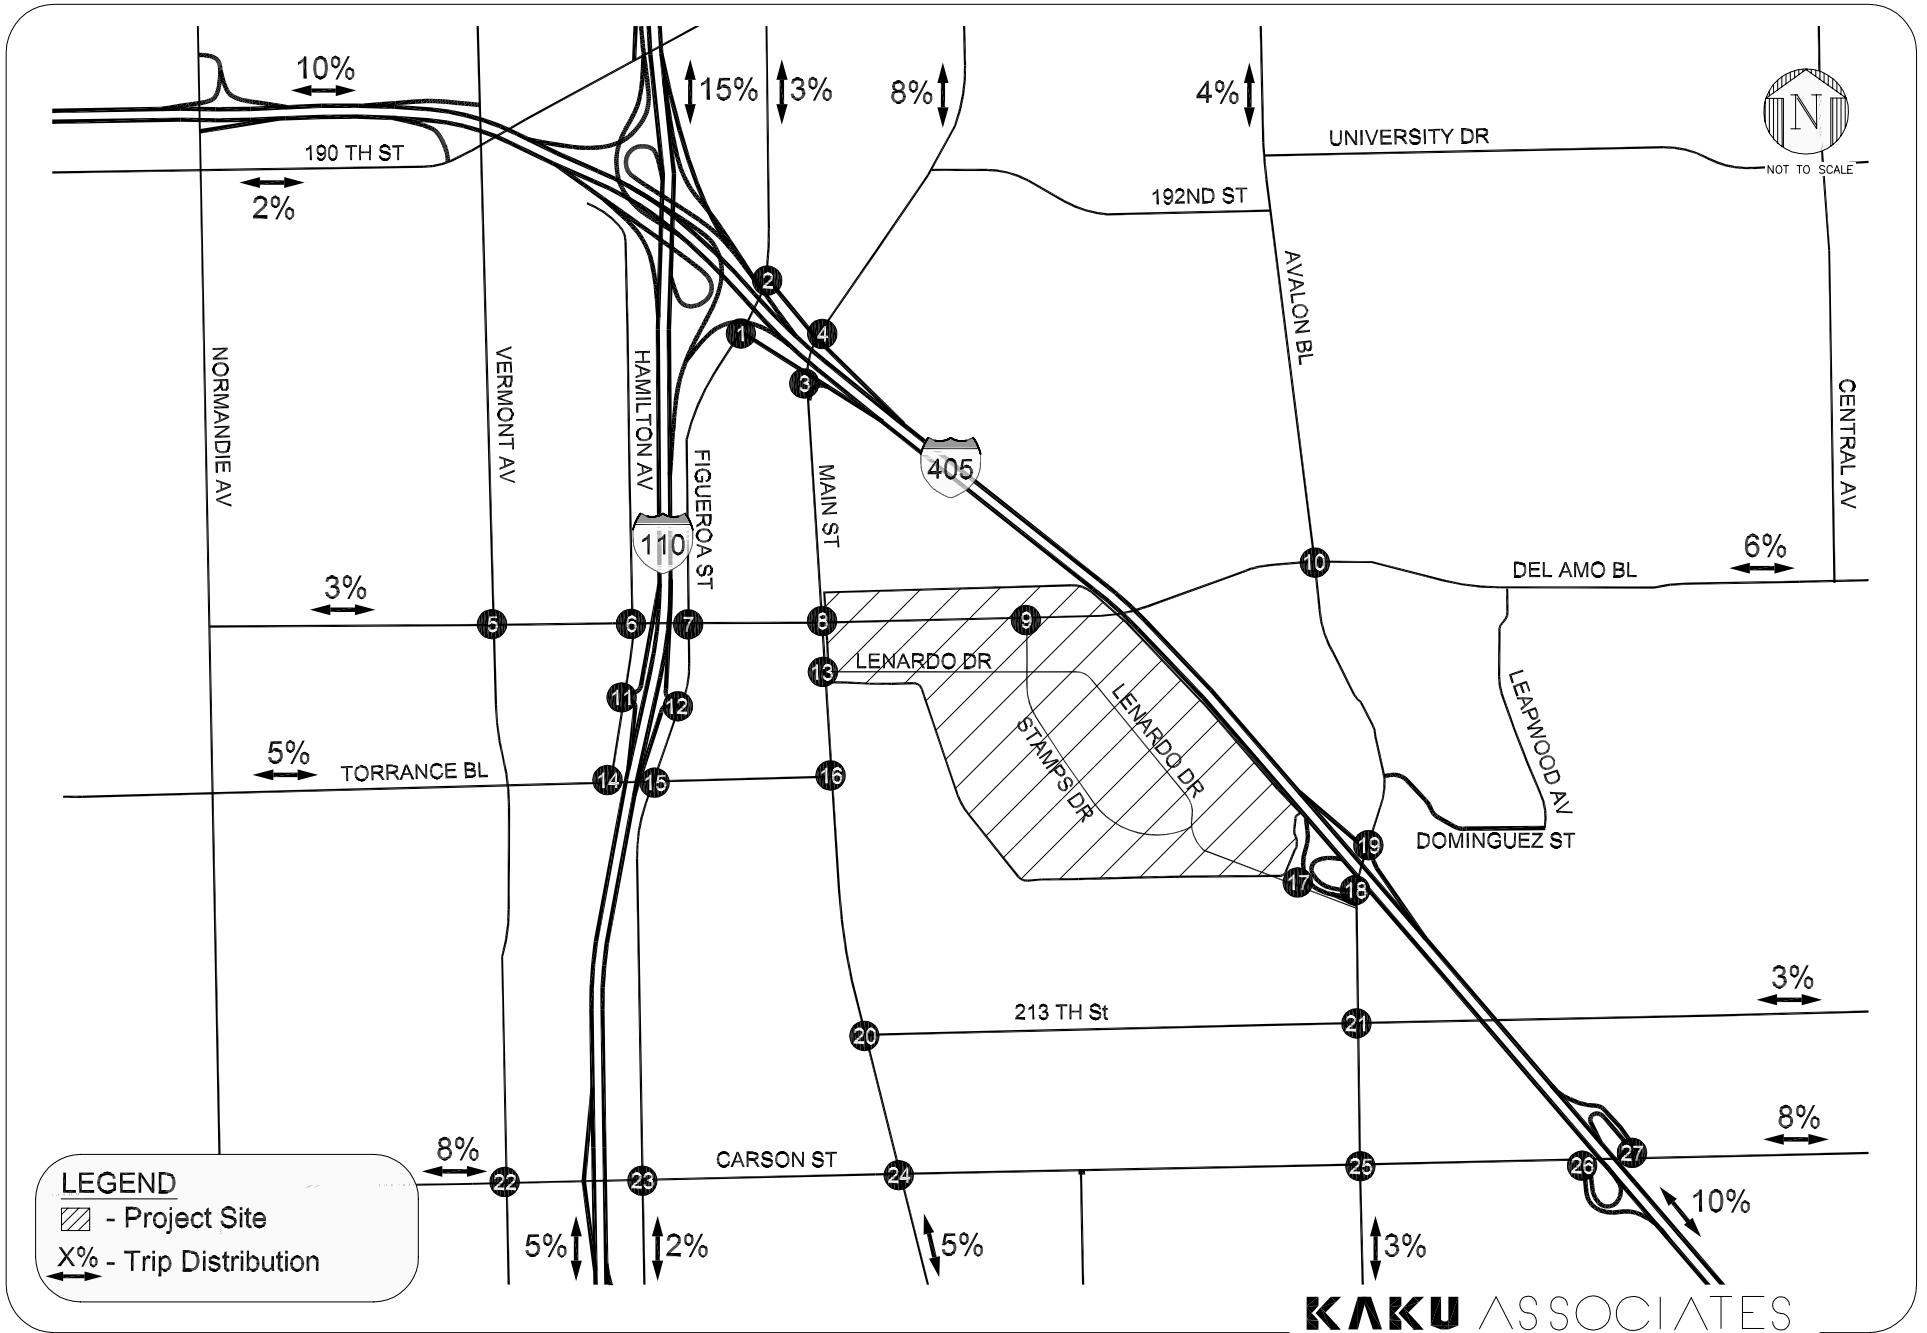 10%
15%
3%
8%
4%
UNIVERSITY DR
N
NOT TO SCALE
190 TH ST
2%
192ND ST
2
1
4
3
AVALON BL
NORMANDIE AV
VERMONT AV
HAMILTON AV
FIGUEROA ST
MAIN ST
CENTRAL AV
405
110
10
DEL AMO BL
6%
3%
5
6
7
8
9
LENARDO DR
13
11
12
LENARDO DR
STAMPS DR
LEAPWOOD AV
5%
TORRANCE BL
14
15
16
19
DOMINGUEZ ST
17
18
3%
213 TH St
20
21
8%
8%
CARSON ST
22
23
24
25
26
27
10%
5%
2%
5%
3%
LEGEND
- Project Site
X% - Trip Distribution
KAKU ASSOCIATES